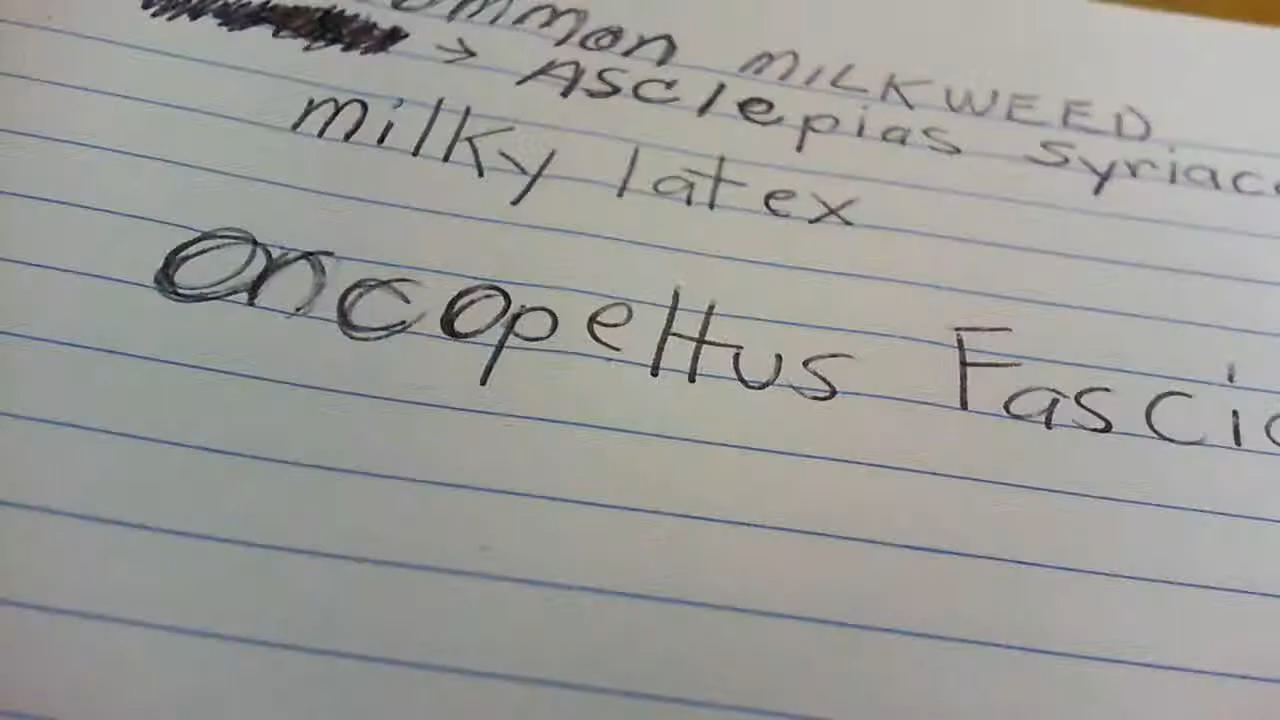 ommon MILKWEED
→ Asclepias Syriac
milky latex
oncopeltus Fasci